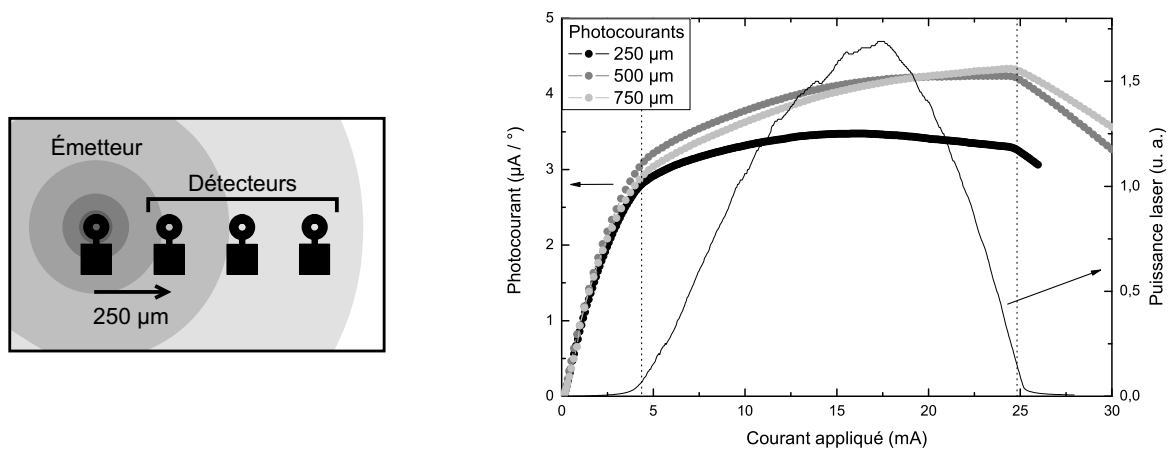 Émetteur
Détecteurs
250 µm
Photocourants
250 µm
500 µm
750 µm
Photocourant (µA / °)
5
4
3
2
1
0
0
5
10
15
20
25
30
Courant appliqué (mA)
1,5
1,0
0,5
0,0
Puissance laser (u. a.)